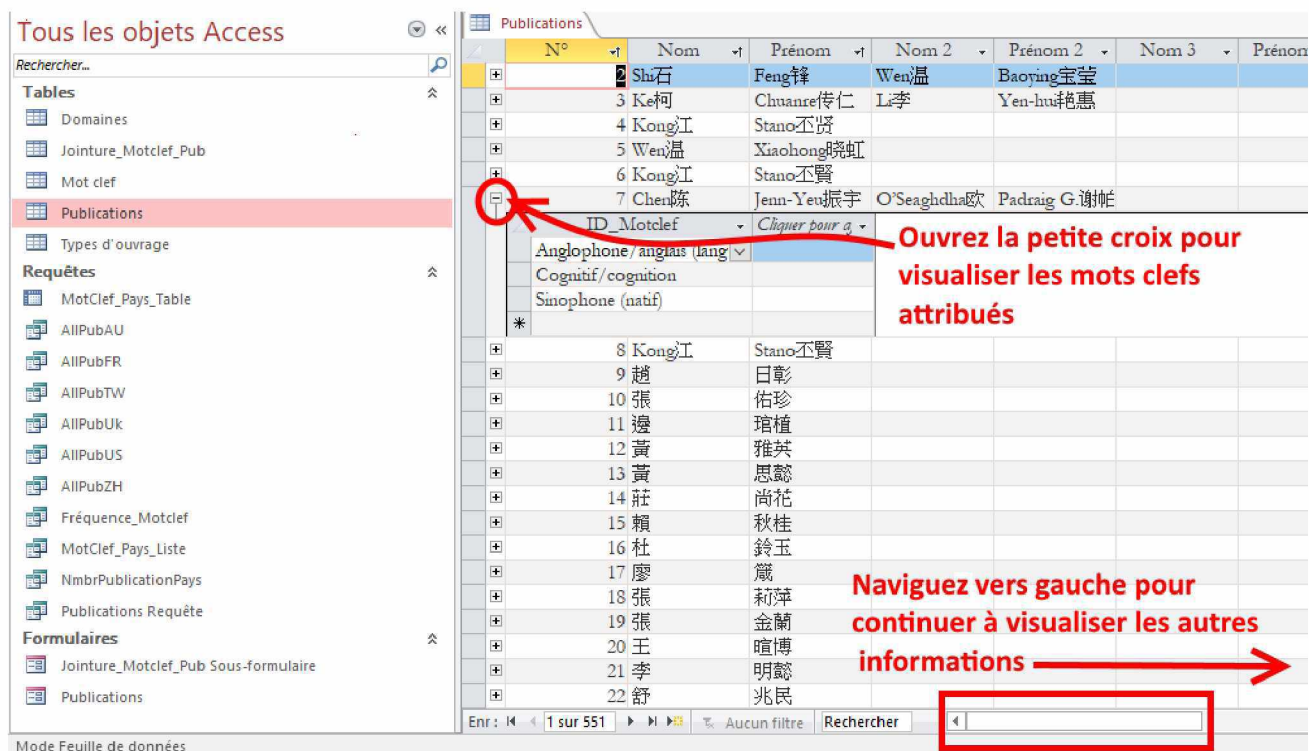 Tous les objets Access
Rechercher...
Tables
Domaines
Jointure_Motclef_Pub
Mot clef
Publications
Types d'ouvrage
Requêtes
MotClef_Pays_Table
AllPubAU
AllPubFR
AllPubTW
AllPubUk
AllPubUS
AllPubZH
Fréquence_Motclef
MotClef_Pays_Liste
NmbrPublicationPays
Publications Requête
Formulaires
Jointure_Motclef_Pub Sous-formulaire
Publications
Publications
N° Nom Prénom Nom 2 Prénom 2 Nom 3 Prénom
2 Shi石 Feng锋 Wen温 Baoying宝莹
3 Ke柯 Chuanre传仁 Li李 Yen-hui艳惠
4 Kong江 Stano丕贤
5 Wen温 Xiaohong晓虹
6 Kong江 Stano丕賢
7 Chen陈 Jenn-Yeu振宇 O'Seaghdha欧 Padraig G.谢帕
ID_Motclef Cliquer pour aj
Anglophone/anglais (lang
Cognitif/cognition
Sinophone (natif)
Ouvrez la petite croix pour
visualiser les mots clefs
attribués
8 Kong江 Stano丕賢
9 趙 日彰
10 張 佑珍
11 邊 琯植
12 黃 雅英
13 黃 思懿
14 莊 尚花
15 賴 秋桂
16 杜 鈴玉
17 廖 箴
18 張 莉萍
19 張 金蘭
20 王 暄博
21 李 明懿
22 舒 兆民
Naviguez vers gauche pour
continuer à visualiser les autres
informations
Enr : 1 sur 551 Aucun filtre Rechercher
Mode Feuille de données